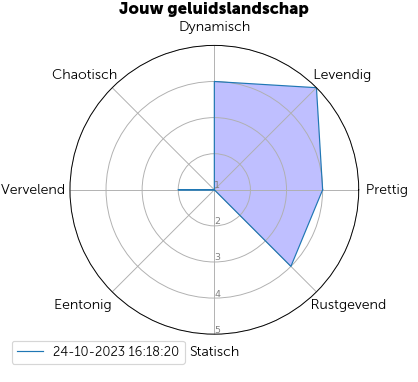 Jouw geluidslandschap
Dynamisch
Chaotisch
Levendig
Vervelend
1
Prettig
2
3
4
Eentonig
Rustgevend
5
24-10-2023 16:18:20
Statisch